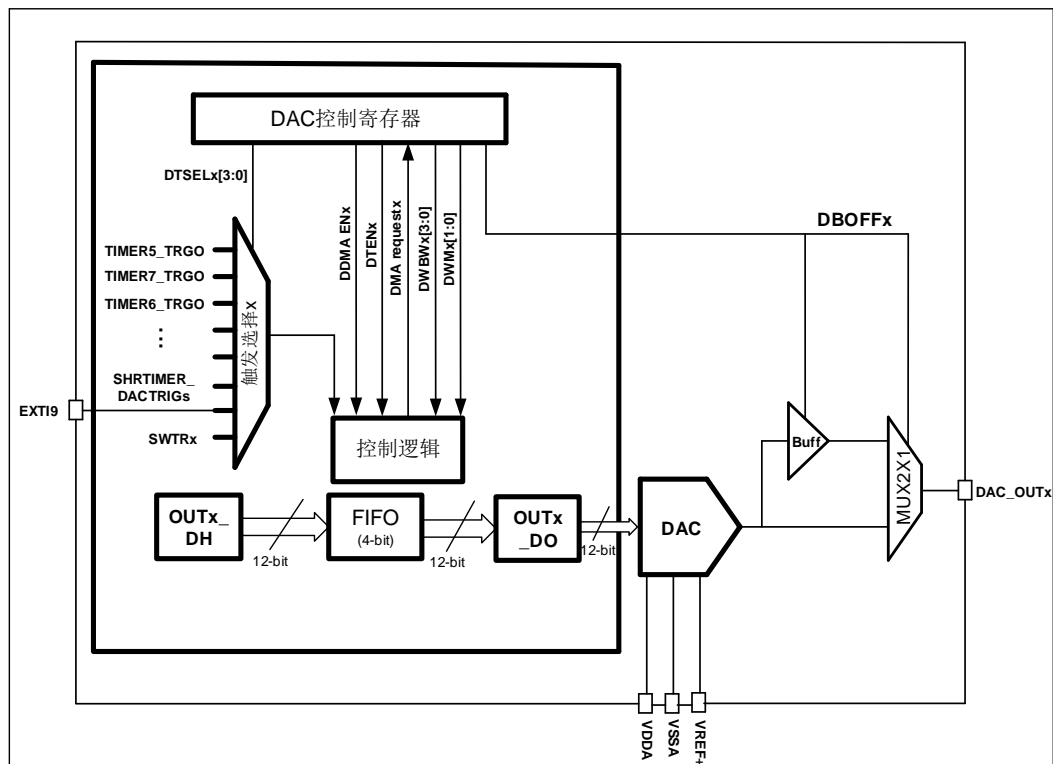 DAC控制寄存器
DTSELx[3:0]
DDMA ENx
DTENx
DMA requestx
DWBWx[3:0]
DWMx[1:0]
DBOFFx
TIMER5_TRGO
TIMER7_TRGO
TIMER6_TRGO
...
SHRTIMER_
DACTRIGs
EXTI9
SWTRx
触发选择x
控制逻辑
Buff
MUX2X1
DAC_OUTx
OUTx_
DH
12-bit
FIFO
(4-bit)
12-bit
OUTx
_DO
12-bit
DAC
VDDA
VSSA
VREF+